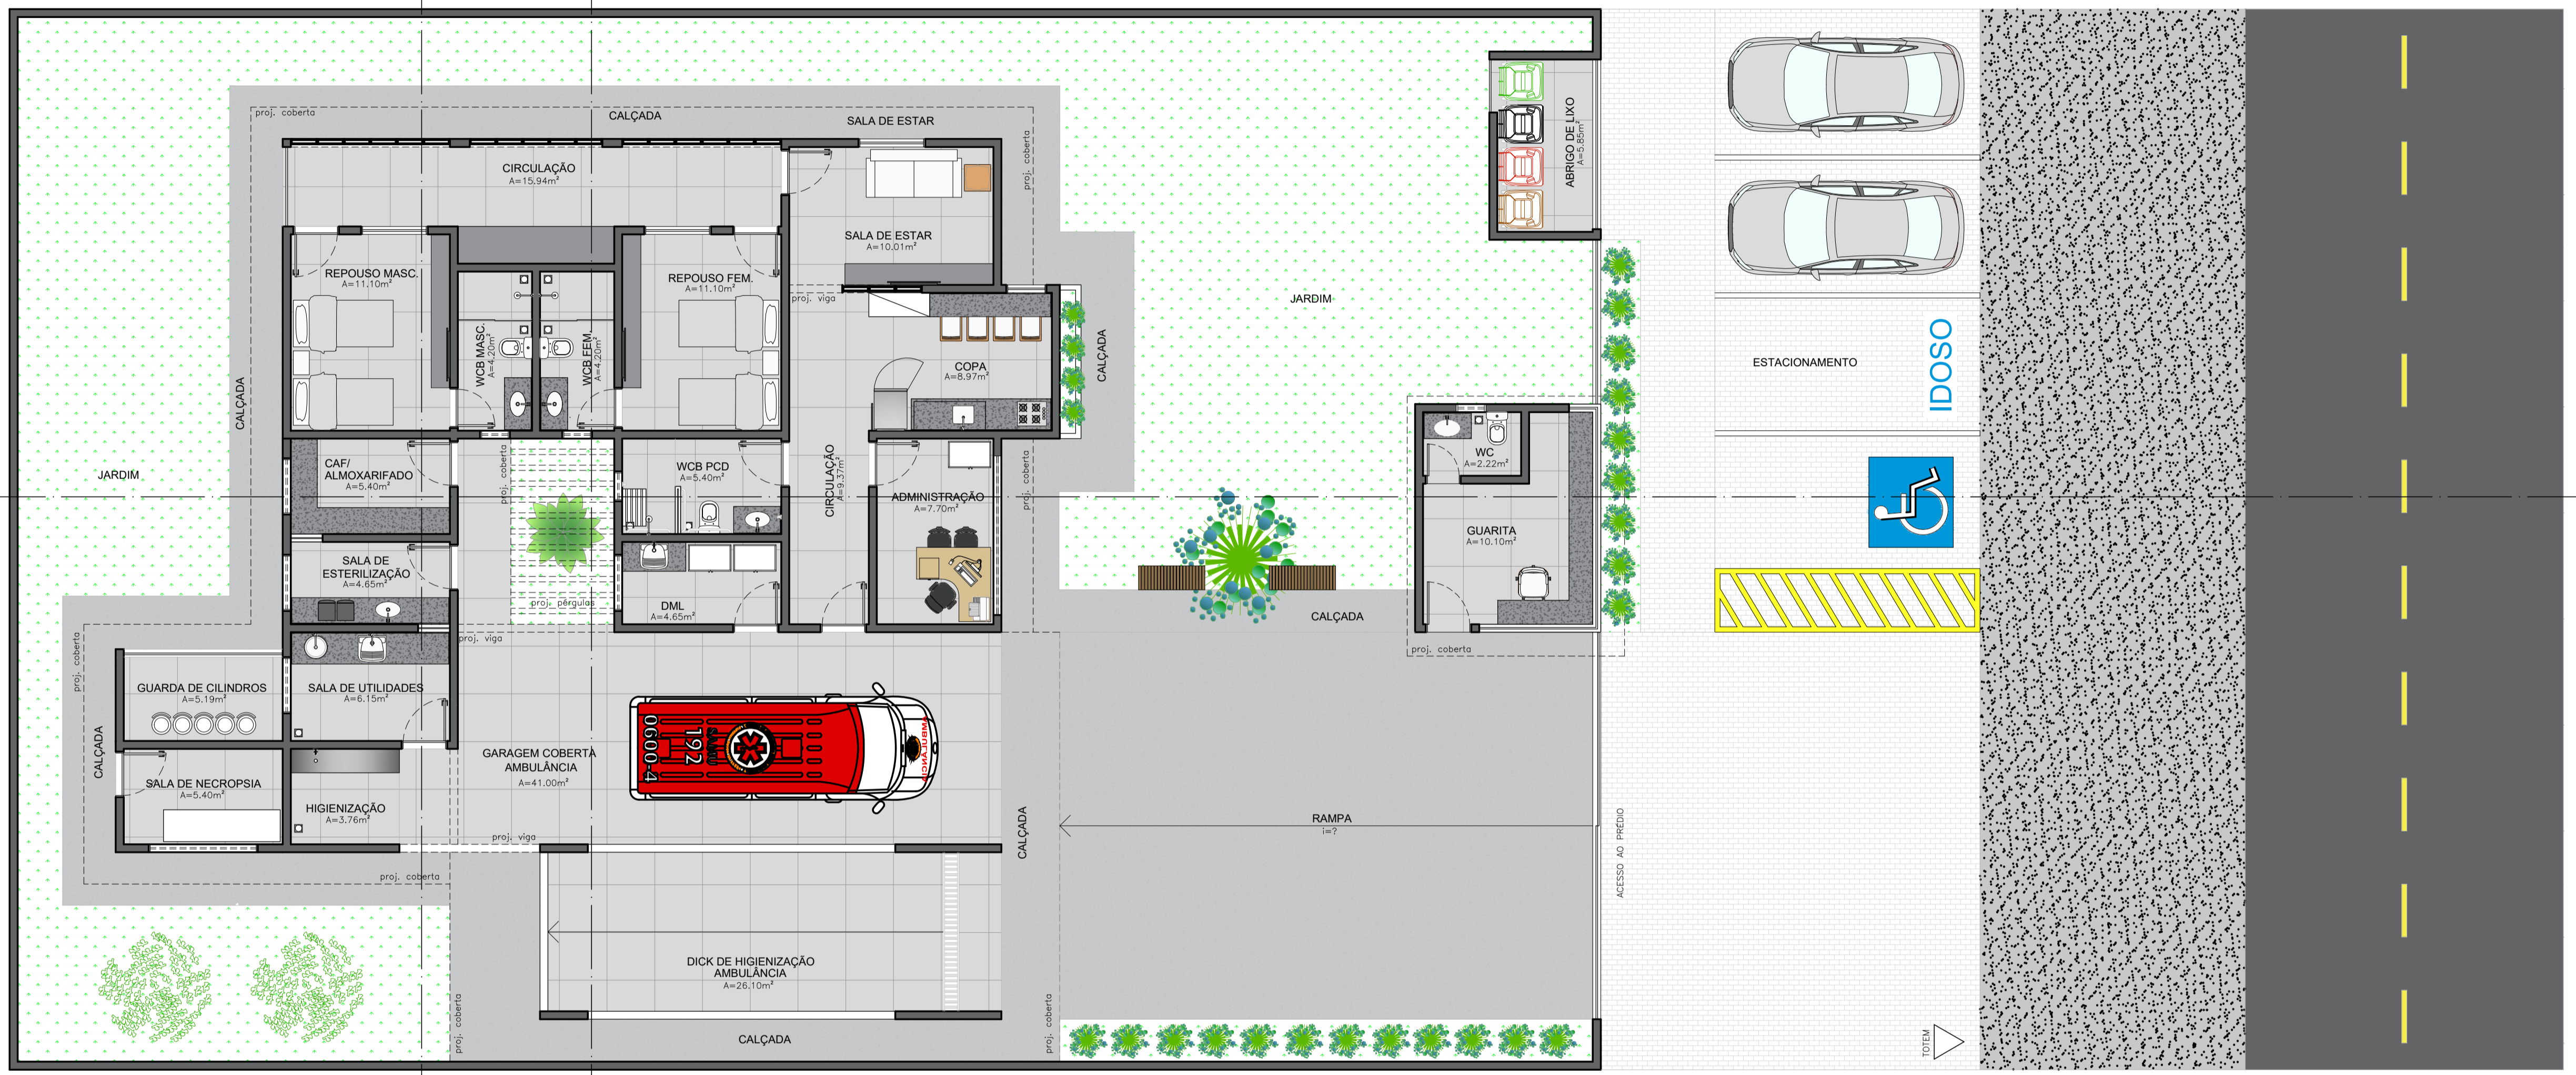 proj. coberta
CALÇADA
SALA DE ESTAR
CIRCULAÇÃO
A=15.94m²
proj. coberta
ABRIGO DE LIXO
A=5.85m²
SALA DE ESTAR
A=10.01m²
REPOUSO MASC.
A=11.10m²
REPOUSO FEM.
A=11.10m²
proj. viga
JARDIM
WCB MASC.
A=4.20m²
WCB FEM.
A=4.20m²
COPA
A=8.97m²
CALÇADA
ESTACIONAMENTO
IDOSO
CALÇADA
JARDIM
CAF/
ALMOXARIFADO
A=5.40m²
proj. coberta
WCB PCD
A=5.40m²
CIRCULAÇÃO
A=9.37m²
ADMINISTRAÇÃO
A=7.70m²
proj. coberta
WC
A=2.22m²
GUARITA
A=10.10m²
SALA DE
ESTERILIZAÇÃO
A=4.65m²
proj. pérgulas
DML
A=4.65m²
CALÇADA
proj. viga
proj. coberta
proj. coberta
GUARDA DE CILINDROS
A=5.19m²
SALA DE UTILIDADES
A=6.15m²
CALÇADA
GARAGEM COBERTA
AMBULÂNCIA
A=41.00m²
0600-4
192
SAMU
AMBULÂNCIA
SALA DE NECROPSIA
A=5.40m²
HIGIENIZAÇÃO
A=3.76m²
proj. viga
CALÇADA
RAMPA
i=?
ACESSO AO PRÉDIO
proj. coberta
DICK DE HIGIENIZAÇÃO
AMBULÂNCIA
A=26.10m²
proj. coberta
proj. coberta
CALÇADA
TOTEM